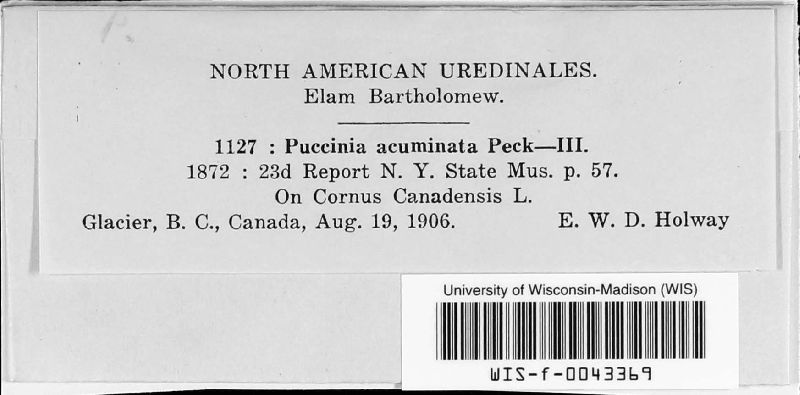 NORTH AMERICAN UREDINALES.
Elam Bartholomew.
1127 : Puccinia acuminata Peck—III.
1872 : 23d Report N. Y. State Mus. p. 57.
On Cornus Canadensis L.
Glacier, B. C., Canada, Aug. 19, 1906. E. W. D. Holway
University of Wisconsin-Madison (WIS)
WIS-f-0043369